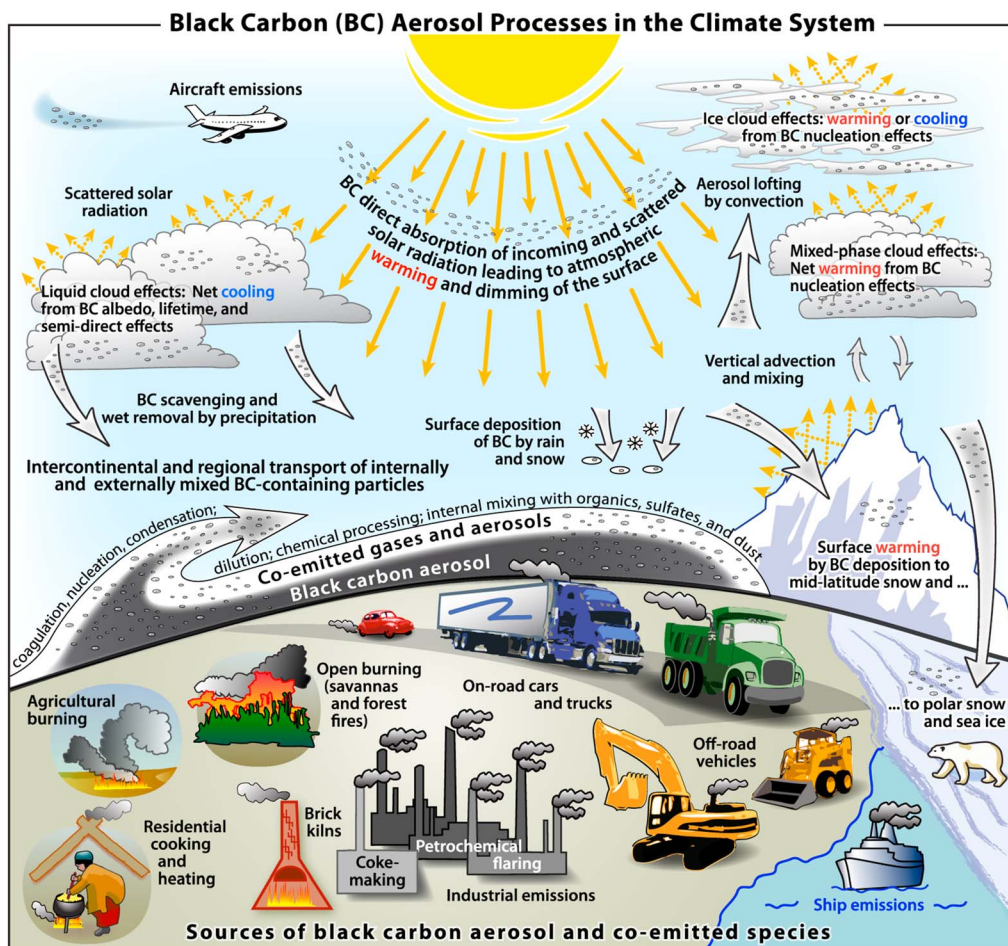 Black Carbon (BC) Aerosol Processes in the Climate System
Aircraft emissions
Ice cloud effects: warming or cooling
from BC nucleation effects
Scattered solar
radiation
BC direct absorption of incoming and scattered
solar radiation leading to atmospheric
warming and dimming of the surface
Aerosol lofting
by convection
Mixed-phase cloud effects:
Net warming from BC
nucleation effects
Liquid cloud effects: Net cooling
from BC albedo, lifetime, and
semi-direct effects
Vertical advection
and mixing
BC scavenging and
wet removal by precipitation
Surface deposition
of BC by rain
and snow
Intercontinental and regional transport of internally
and externally mixed BC-containing particles
coagulation, nucleation, condensation;
dilution; chemical processing; internal mixing with organics, sulfates, and dust
Co-emitted gases and aerosols
Black carbon aerosol
Surface warming
by BC deposition to
mid-latitude snow and ...
... to polar snow
and sea ice
Agricultural
burning
Open burning
(savannas
and forest
fires)
On-road cars
and trucks
Off-road
vehicles
Residential
cooking
and
heating
Brick
kilns
Coke-
making
Petrochemical
flaring
Industrial emissions
Ship emissions
Sources of black carbon aerosol and co-emitted species